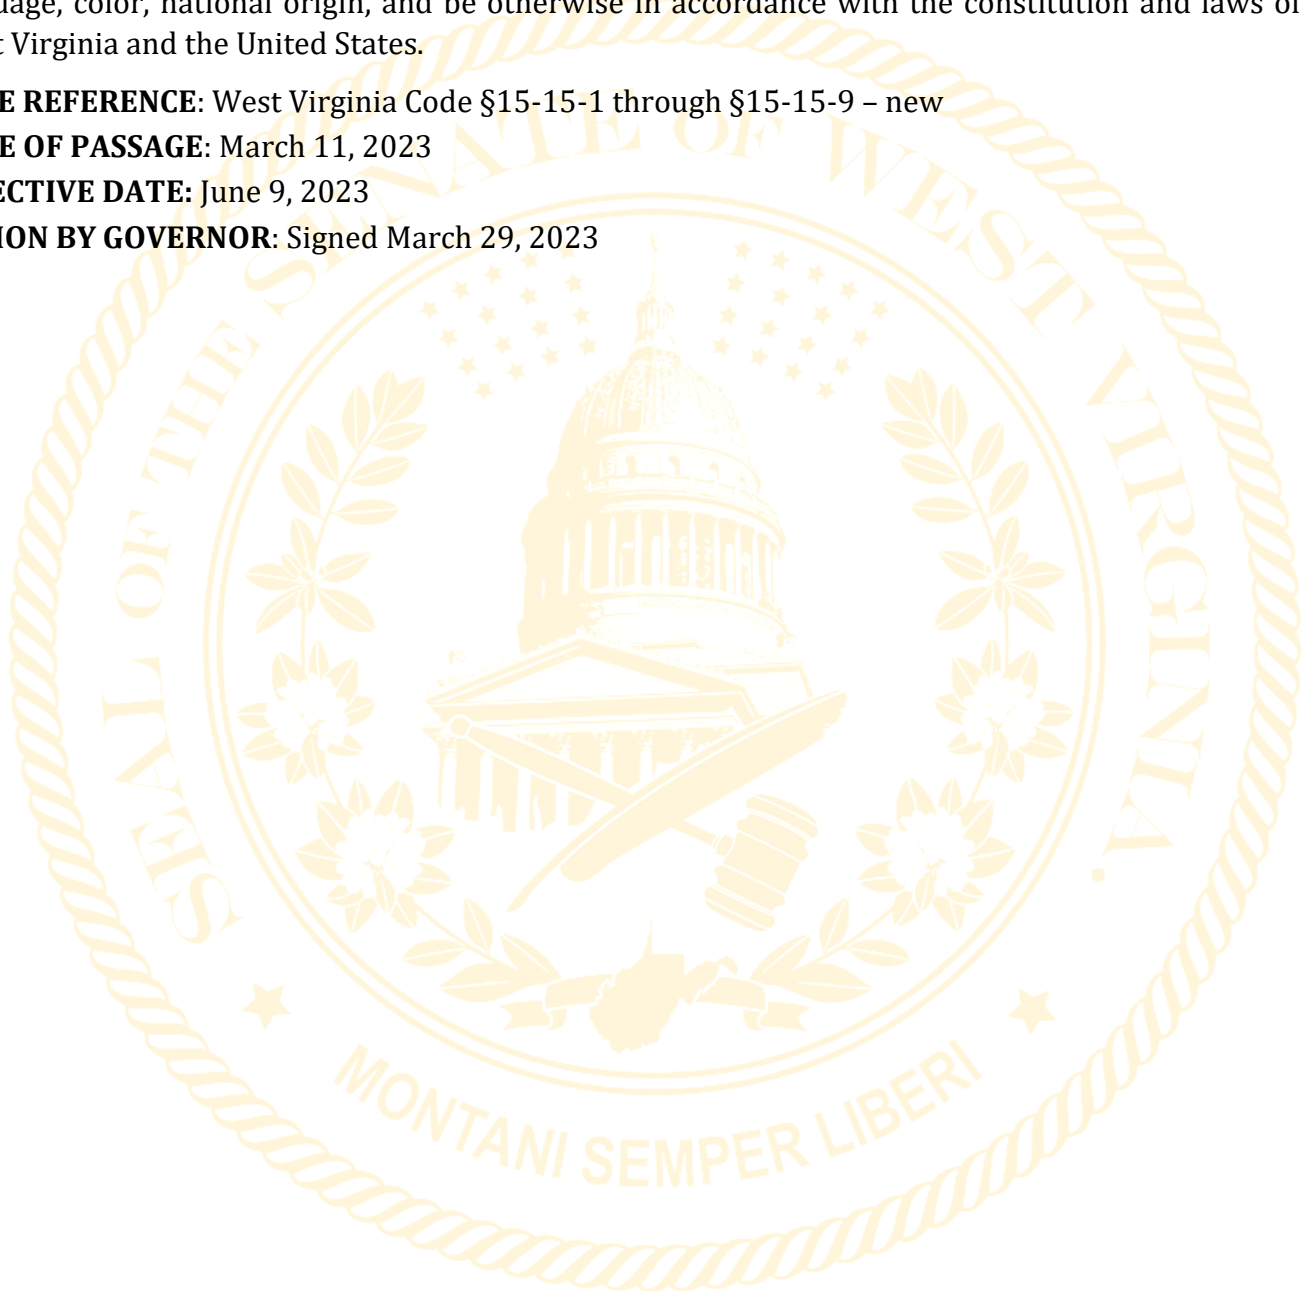 uage, color, national origin, and be otherwise in accordance with the constitution and laws of
t Virginia and the United States.
E REFERENCE: West Virginia Code §15-15-1 through §15-15-9 – new
E OF PASSAGE: March 11, 2023
ECTIVE DATE: June 9, 2023
ION BY GOVERNOR: Signed March 29, 2023
SEAL OF THE SENATE OF WEST VIRGINIA
MONTANI SEMPER LIBERI